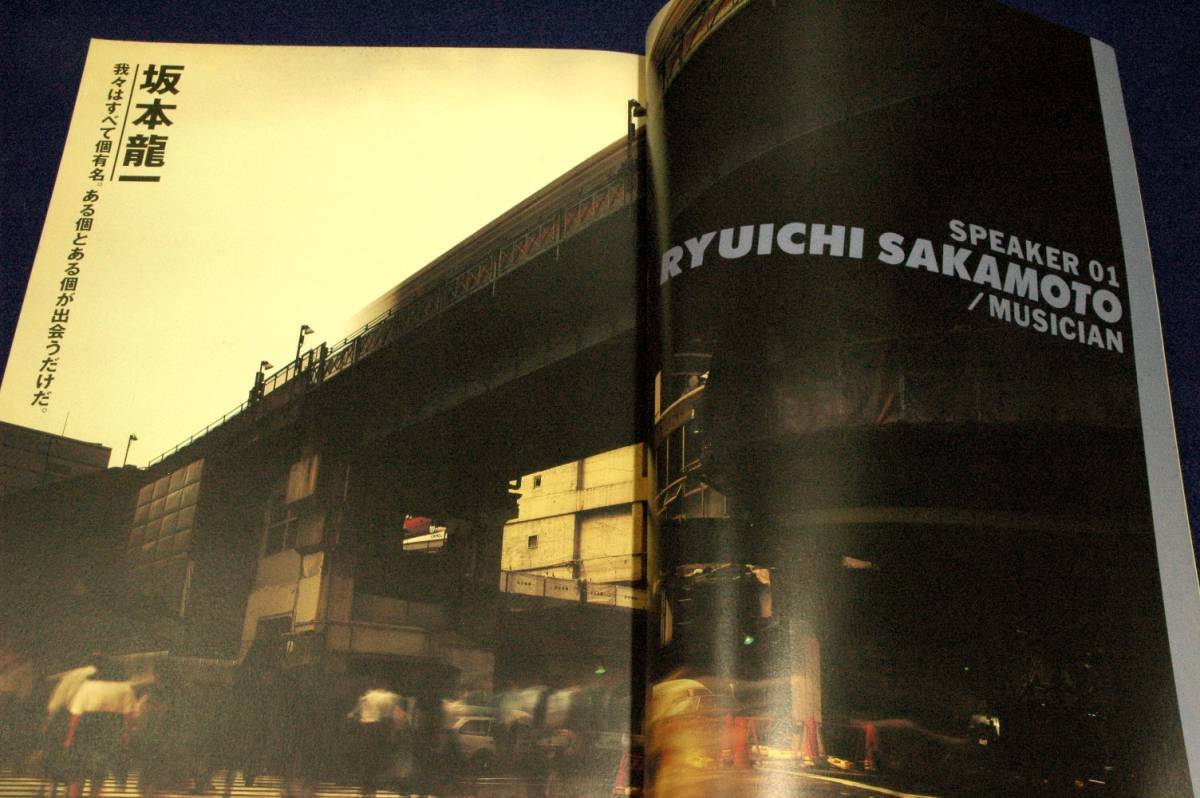 坂本龍一
我々はすべて個有名。ある個とある個が出会うだけだ。
SPEAKER 01
RYUICHI SAKAMOTO
/MUSICIAN